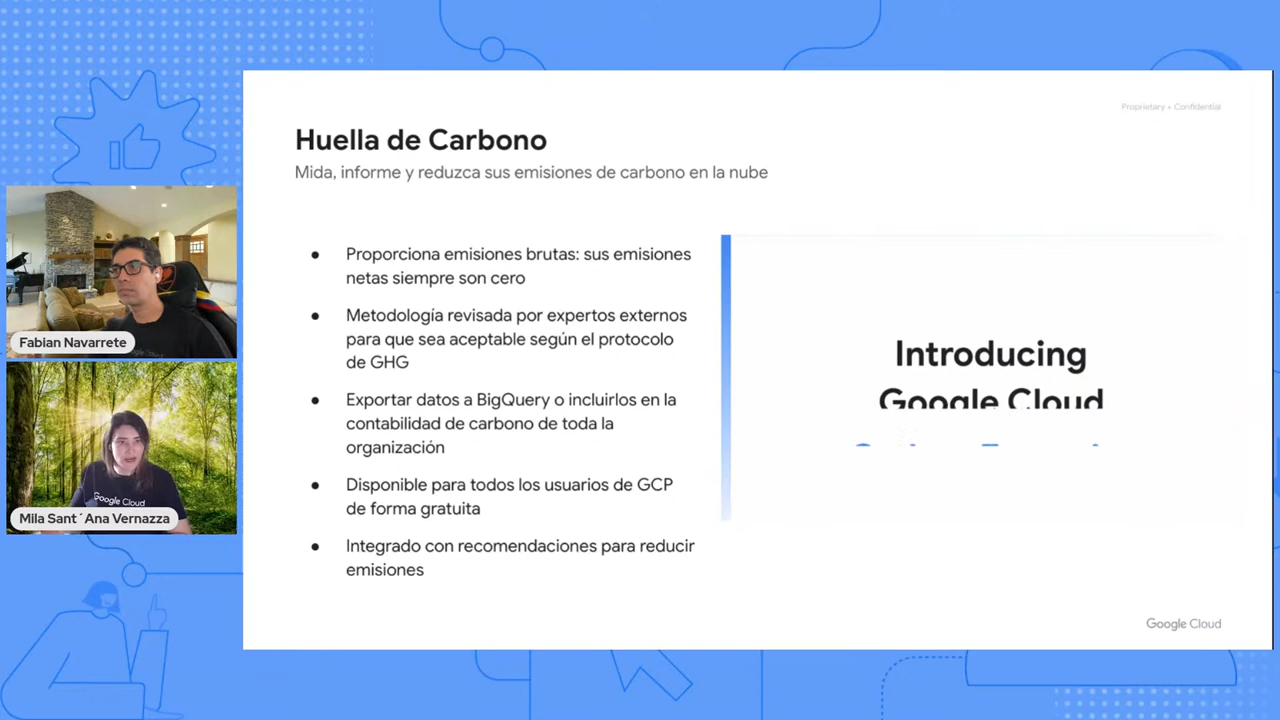 Proprietary + Confidential
Huella de Carbono
Mida, informe y reduzca sus emisiones de carbono en la nube
● Proporciona emisiones brutas: sus emisiones
netas siempre son cero
● Metodología revisada por expertos externos
para que sea aceptable según el protocolo
de GHG
● Exportar datos a BigQuery o incluirlos en la
contabilidad de carbono de toda la
organización
● Disponible para todos los usuarios de GCP
de forma gratuita
● Integrado con recomendaciones para reducir
emisiones
Introducing
Google Cloud
Google Cloud
Fabian Navarrete
Google Cloud
Mila Sant´Ana Vernazza